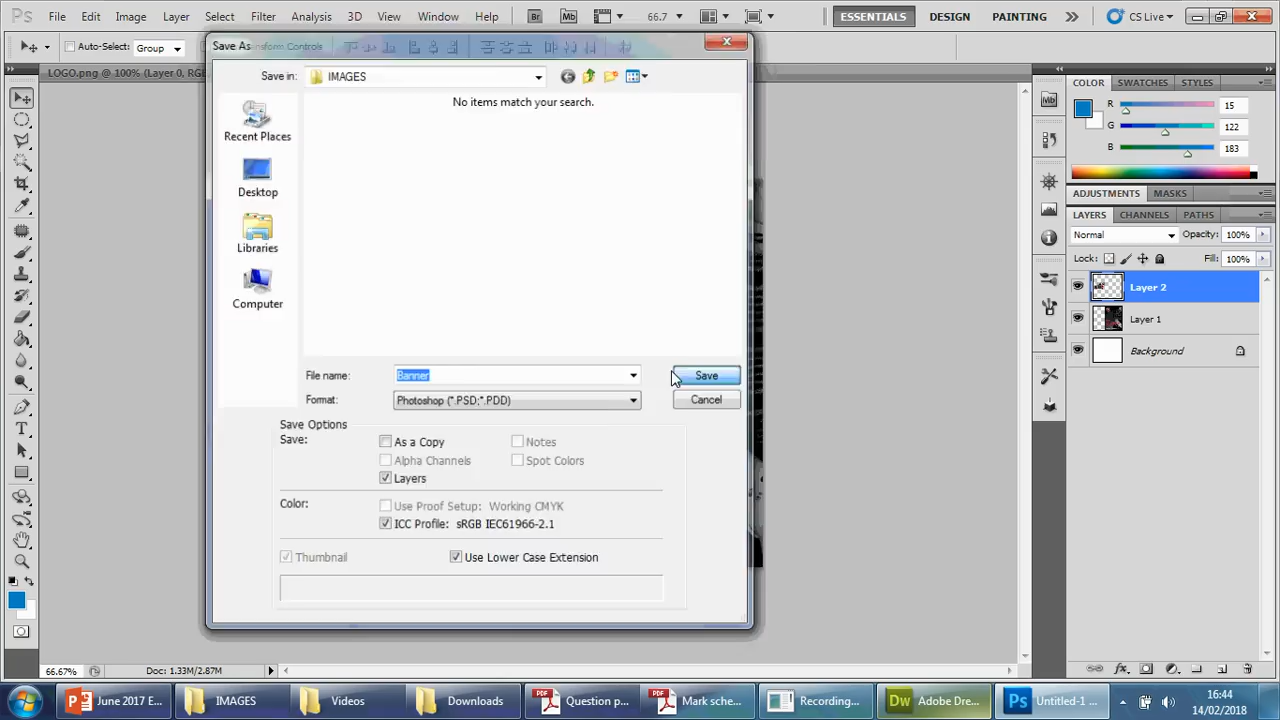 Ps File Edit Image Layer Select Filter Analysis 3D View Window Help Br Mb 66.7 ESSENTIALS DESIGN PAINTING CS Live
Auto-Select: Group
LOGO.png @ 100% (Layer 0, RG
Save As
Save in: IMAGES
No items match your search.
Recent Places
Desktop
Libraries
Computer
File name: Banner Save
Format: Photoshop (*.PSD;*.PDD) Cancel
Save Options
Save: As a Copy Notes
Alpha Channels Spot Colors
Layers
Color: Use Proof Setup: Working CMYK
ICC Profile: sRGB IEC61966-2.1
Thumbnail Use Lower Case Extension
COLOR SWATCHES STYLES
R 15
G 122
B 183
ADJUSTMENTS MASKS
LAYERS CHANNELS PATHS
Normal Opacity: 100%
Lock: Fill: 100%
Layer 2
Layer 1
Background
66.67% Doc: 1.33M/2.87M
June 2017 E... IMAGES Videos Downloads Question p... Mark sche... Recording... Adobe Dre... Untitled-1 ...
16:44
14/02/2018